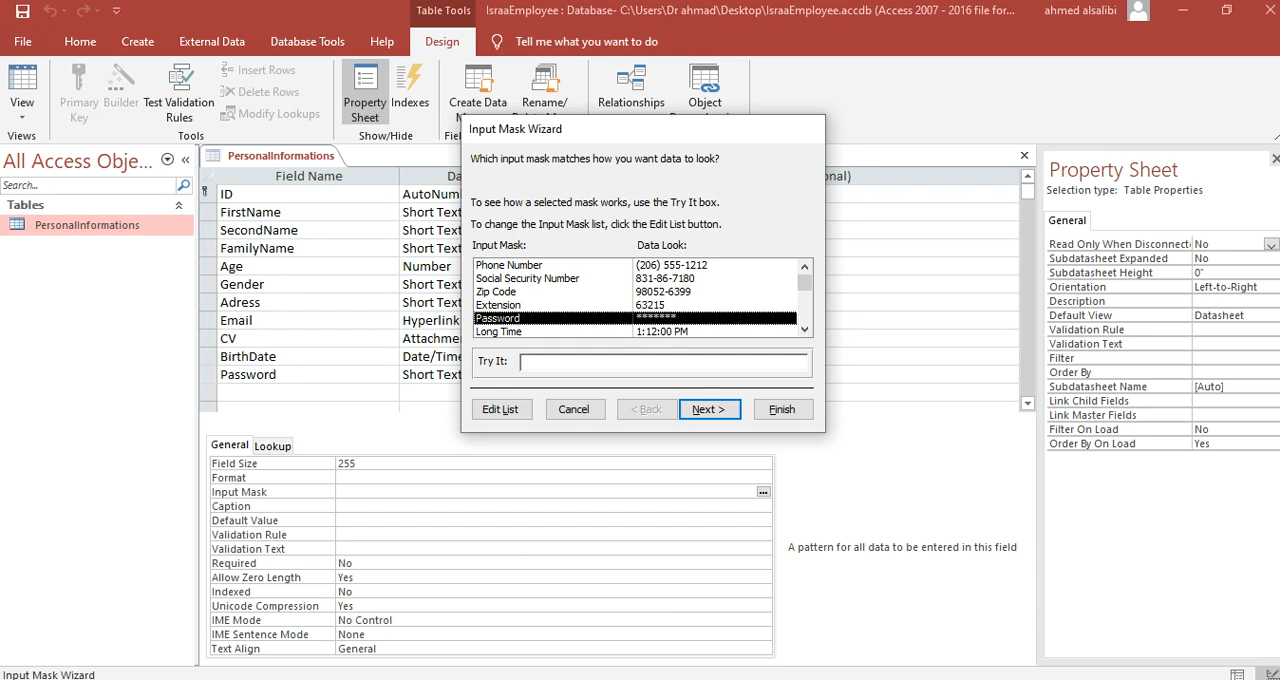 Table Tools
IsraaEmployee : Database- C:\Users\Dr ahmad\Desktop\IsraaEmployee.accdb (Access 2007 - 2016 file for...
ahmed alsalibi
File Home Create External Data Database Tools Help Design Tell me what you want to do
View
Views
Primary Key
Builder
Test Validation Rules
Insert Rows
Delete Rows
Modify Lookups
Tools
Property Sheet
Indexes
Show/Hide
Create Data
Rename/
Relationships
Object
All Access Obje...
Search...
Tables
PersonalInformations
PersonalInformations
Field Name
ID AutoNum
FirstName Short Text
SecondName Short Text
FamilyName Short Text
Age Number
Gender Short Text
Adress Short Text
Email Hyperlink
CV Attachme
BirthDate Date/Time
Password Short Text
Input Mask Wizard
Which input mask matches how you want data to look?
To see how a selected mask works, use the Try It box.
To change the Input Mask list, click the Edit List button.
Input Mask: Data Look:
Phone Number (206) 555-1212
Social Security Number 831-86-7180
Zip Code 98052-6399
Extension 63215
Password *******
Long Time 1:12:00 PM
Try It:
Edit List Cancel < Back Next > Finish
General Lookup
Field Size 255
Format
Input Mask ...
Caption
Default Value
Validation Rule
Validation Text
Required No
Allow Zero Length Yes
Indexed No
Unicode Compression Yes
IME Mode No Control
IME Sentence Mode None
Text Align General
A pattern for all data to be entered in this field
Property Sheet
Selection type: Table Properties
General
Read Only When Disconnect No
Subdatasheet Expanded No
Subdatasheet Height 0"
Orientation Left-to-Right
Description
Default View Datasheet
Validation Rule
Validation Text
Filter
Order By
Subdatasheet Name [Auto]
Link Child Fields
Link Master Fields
Filter On Load No
Order By On Load Yes
Input Mask Wizard